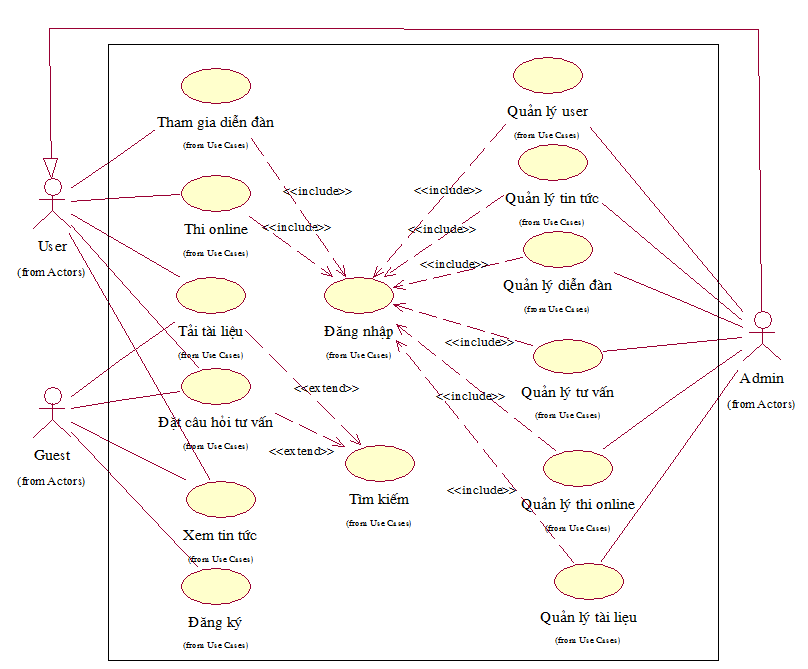 Tham gia diễn đàn
(from Use Cases)
<<include>>
Thi online
(from Use Cases)
<<include>>
User
(from Actors)
Tải tài liệu
(from Use Cases)
Đăng nhập
(from Use Cases)
<<extend>>
Đặt câu hỏi tư vấn
(from Use Cases)
<<extend>>
Guest
(from Actors)
Tìm kiếm
(from Use Cases)
Xem tin tức
(from Use Cases)
Đăng ký
(from Use Cases)
Quản lý user
(from Use Cases)
<<include>>
Quản lý tin tức
(from Use Cases)
<<include>>
<<include>>
Quản lý diễn đàn
(from Use Cases)
<<include>>
Quản lý tư vấn
(from Use Cases)
<<include>>
Admin
(from Actors)
<<include>>
Quản lý thi online
(from Use Cases)
Quản lý tài liệu
(from Use Cases)